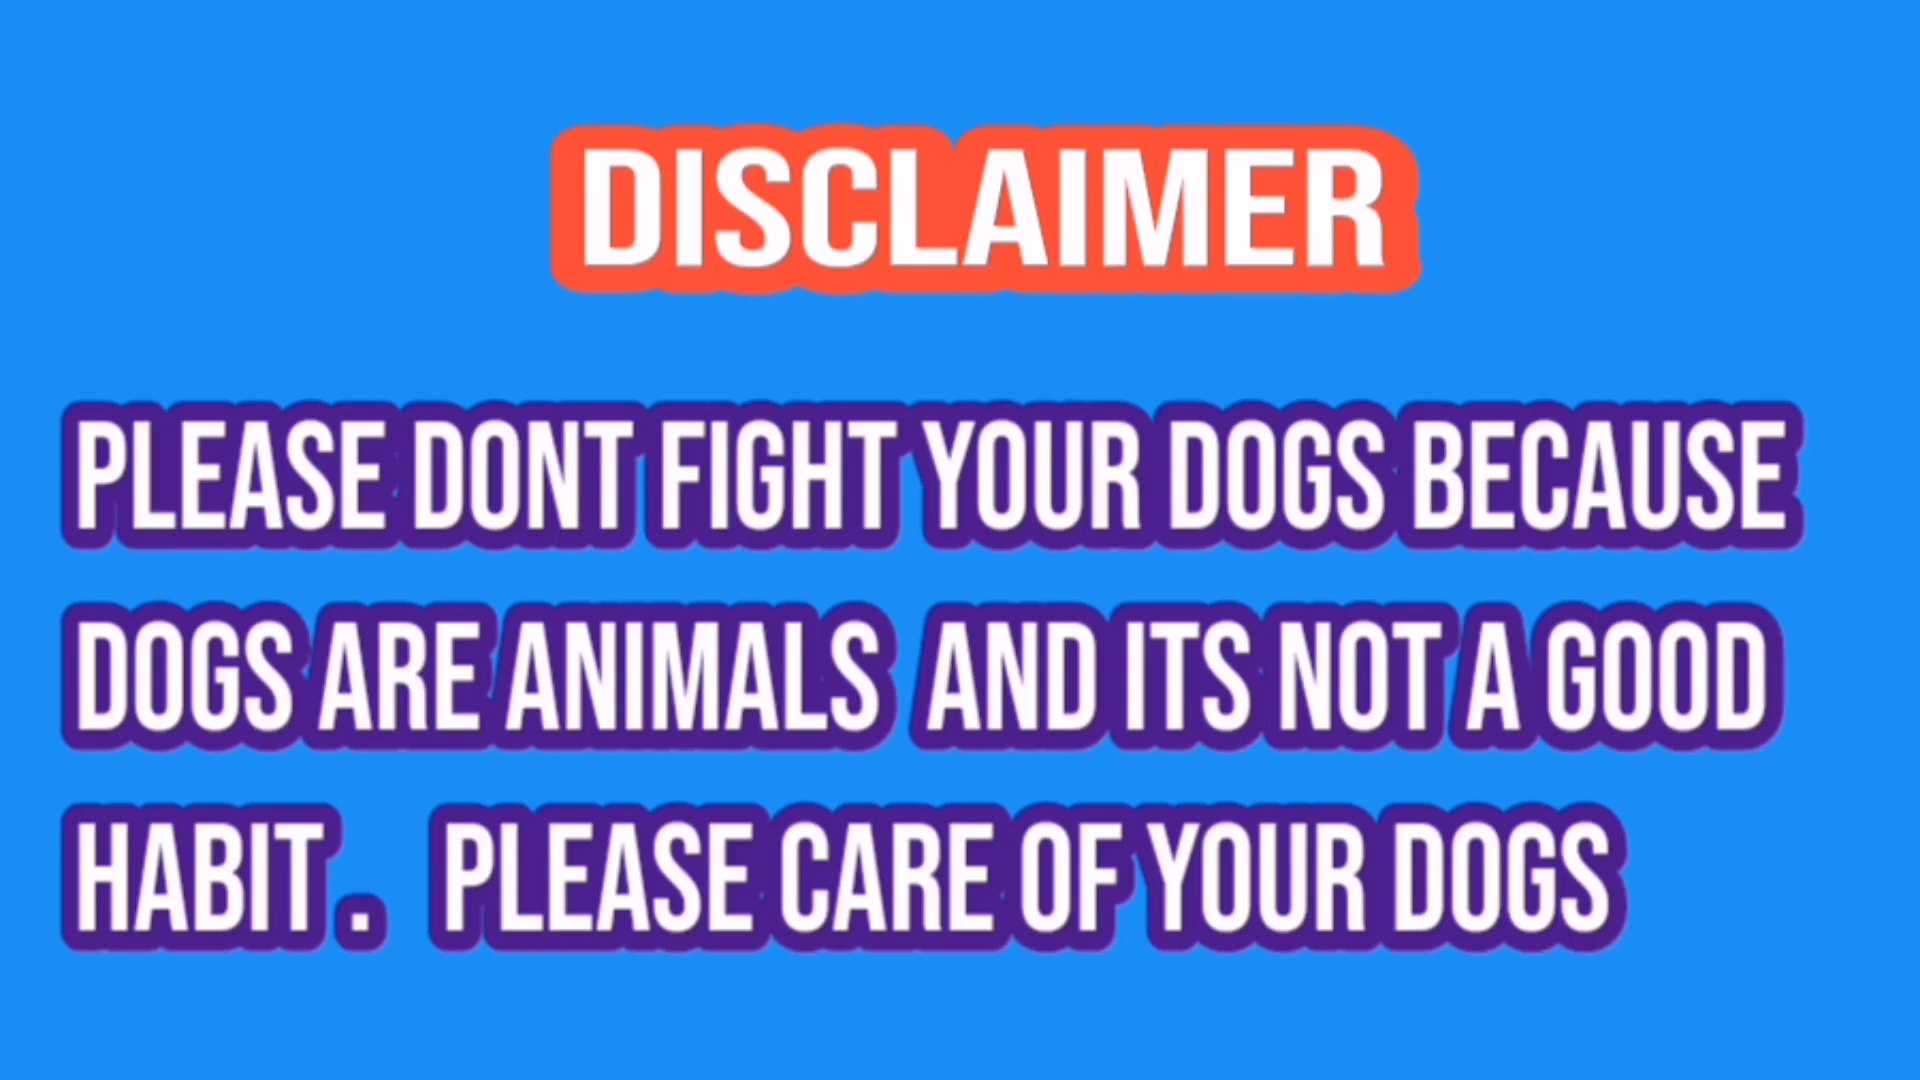 DISCLAIMER
PLEASE DONT FIGHT YOUR DOGS BECAUSE
DOGS ARE ANIMALS AND ITS NOT A GOOD
HABIT. PLEASE CARE OF YOUR DOGS